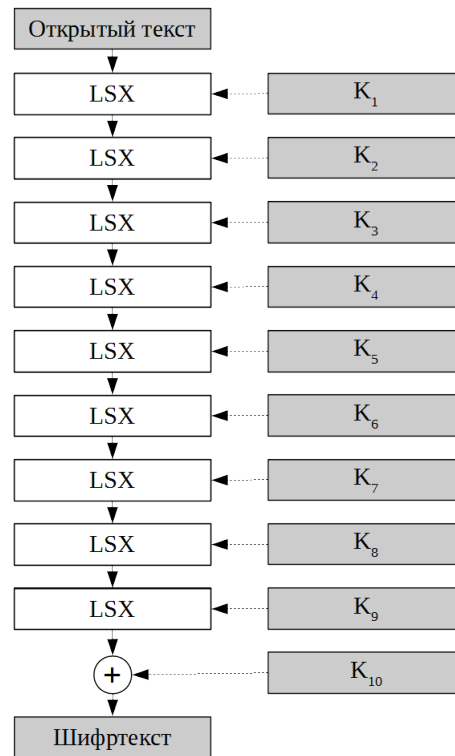 Открытый текст
LSX K₁
LSX K₂
LSX K₃
LSX K₄
LSX K₅
LSX K₆
LSX K₇
LSX K₈
LSX K₉
+ K₁₀
Шифртекст